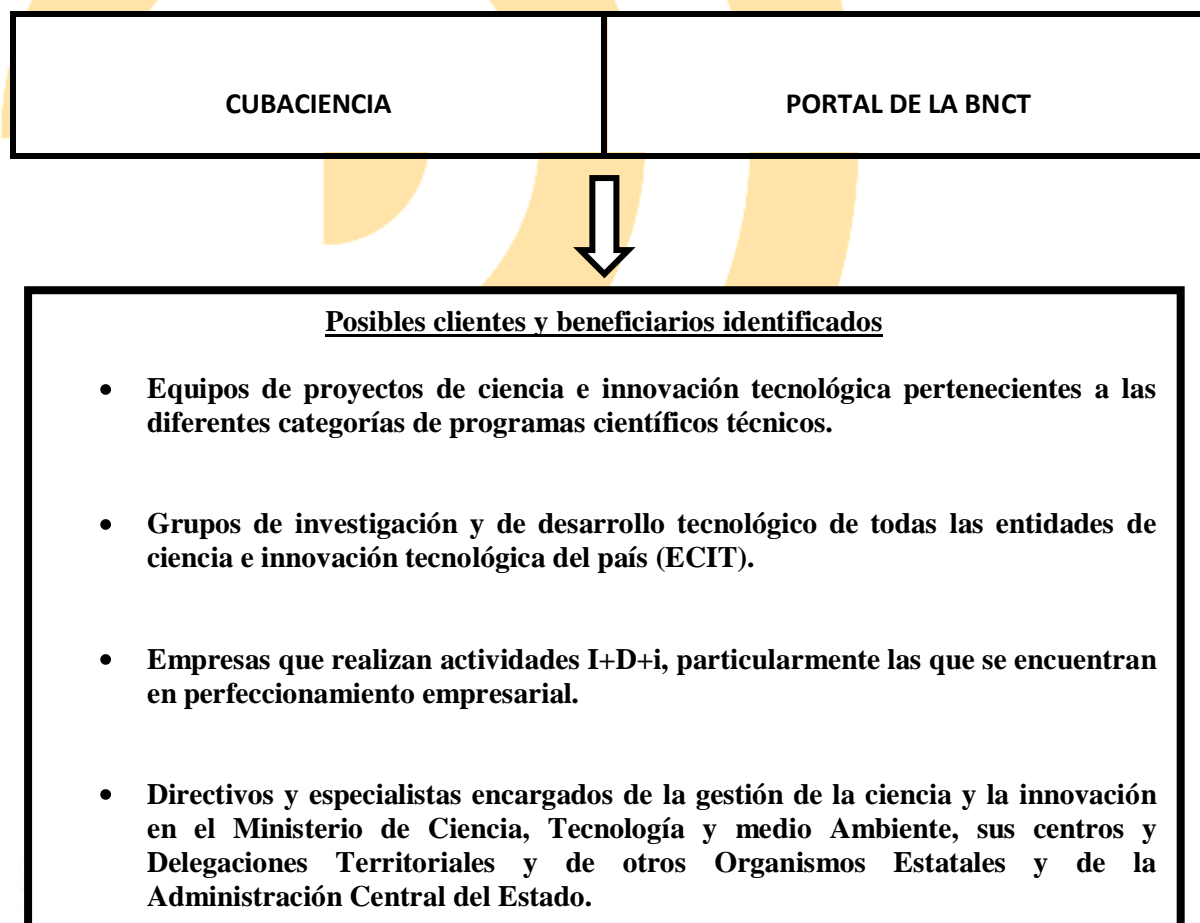 CUBACIENCIA
PORTAL DE LA BNCT
Posibles clientes y beneficiarios identificados
• Equipos de proyectos de ciencia e innovación tecnológica pertenecientes a las
diferentes categorías de programas científicos técnicos.
• Grupos de investigación y de desarrollo tecnológico de todas las entidades de
ciencia e innovación tecnológica del país (ECIT).
• Empresas que realizan actividades I+D+i, particularmente las que se encuentran
en perfeccionamiento empresarial.
• Directivos y especialistas encargados de la gestión de la ciencia y la innovación
en el Ministerio de Ciencia, Tecnología y medio Ambiente, sus centros y
Delegaciones Territoriales y de otros Organismos Estatales y de la
Administración Central del Estado.